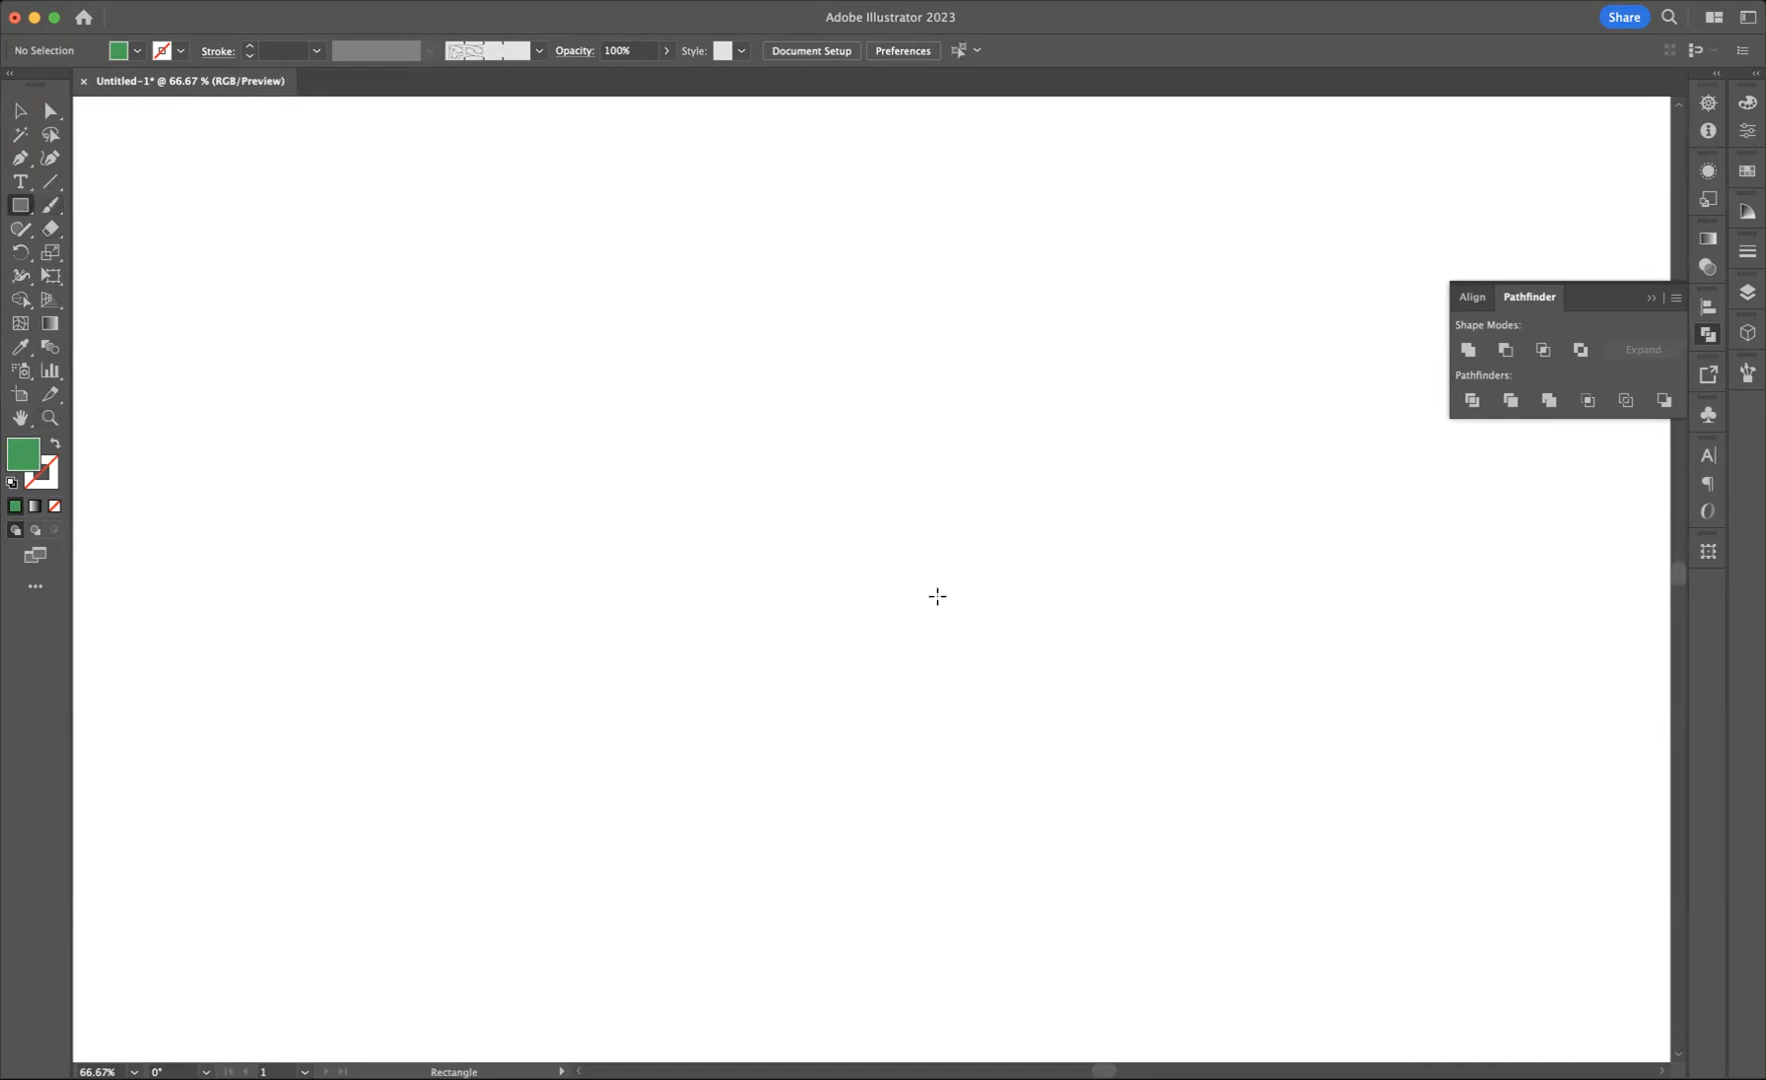 Adobe Illustrator 2023
Share
No Selection
Stroke:
Opacity: 100%
Style:
Document Setup
Preferences
× Untitled-1* @ 66.67 % (RGB/Preview)
Align
Pathfinder
Shape Modes:
Expand
Pathfinders:
66.67%
0°
1
Rectangle